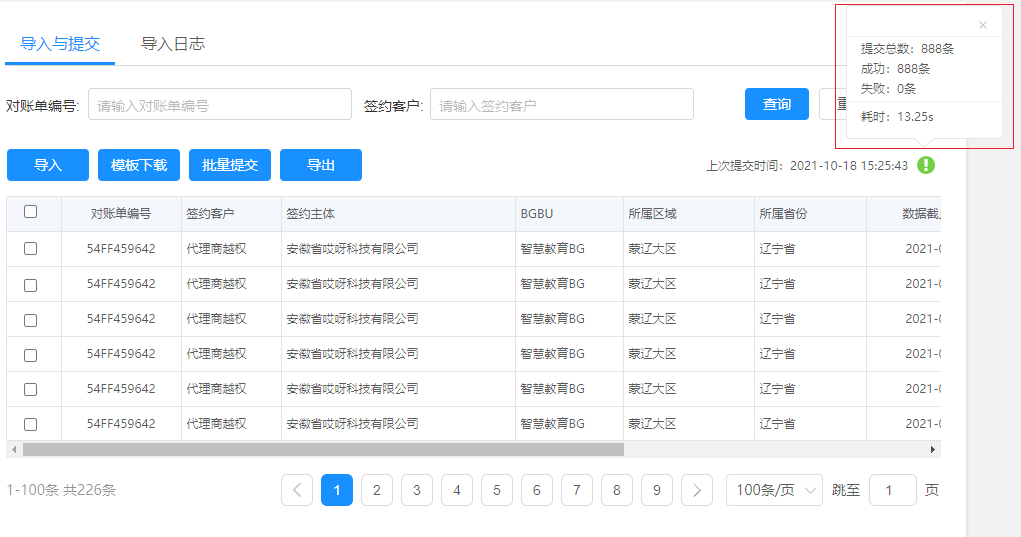 导入与提交 导入日志
×
提交总数：888条
成功：888条
失败：0条
耗时：13.25s
对账单编号: 请输入对账单编号 签约客户: 请输入签约客户 查询
导入 模板下载 批量提交 导出 上次提交时间：2021-10-18 15:25:43
对账单编号 签约客户 签约主体 BGBU 所属区域 所属省份 数据截
54FF459642 代理商越权 安徽省哎呀科技有限公司 智慧教育BG 蒙辽大区 辽宁省 2021-0
54FF459642 代理商越权 安徽省哎呀科技有限公司 智慧教育BG 蒙辽大区 辽宁省 2021-0
54FF459642 代理商越权 安徽省哎呀科技有限公司 智慧教育BG 蒙辽大区 辽宁省 2021-0
54FF459642 代理商越权 安徽省哎呀科技有限公司 智慧教育BG 蒙辽大区 辽宁省 2021-0
54FF459642 代理商越权 安徽省哎呀科技有限公司 智慧教育BG 蒙辽大区 辽宁省 2021-0
54FF459642 代理商越权 安徽省哎呀科技有限公司 智慧教育BG 蒙辽大区 辽宁省 2021-0
1-100条 共226条 1 2 3 4 5 6 7 8 9 100条/页 跳至 1 页